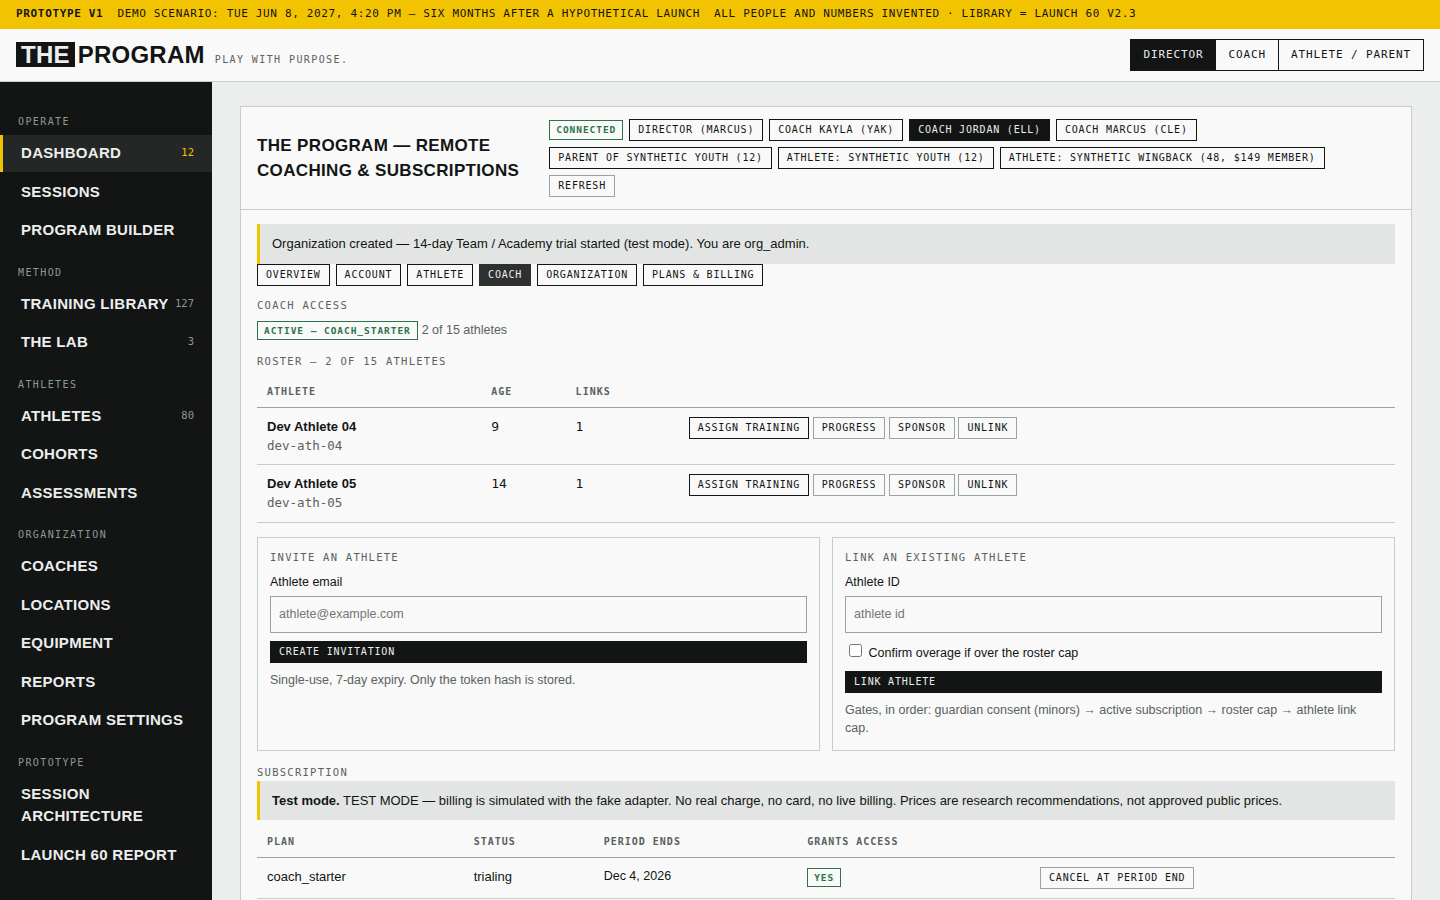 PROTOTYPE V1 DEMO SCENARIO: TUE JUN 8, 2027, 4:20 PM — SIX MONTHS AFTER A HYPOTHETICAL LAUNCH ALL PEOPLE AND NUMBERS INVENTED · LIBRARY = LAUNCH 60 V2.3
THE PROGRAM PLAY WITH PURPOSE.
DIRECTOR COACH ATHLETE / PARENT
OPERATE
DASHBOARD 12
SESSIONS
PROGRAM BUILDER
METHOD
TRAINING LIBRARY 127
THE LAB 3
ATHLETES
ATHLETES 80
COHORTS
ASSESSMENTS
ORGANIZATION
COACHES
LOCATIONS
EQUIPMENT
REPORTS
PROGRAM SETTINGS
PROTOTYPE
SESSION
ARCHITECTURE
LAUNCH 60 REPORT
THE PROGRAM — REMOTE
COACHING & SUBSCRIPTIONS
CONNECTED DIRECTOR (MARCUS) COACH KAYLA (YAK) COACH JORDAN (ELL) COACH MARCUS (CLE)
PARENT OF SYNTHETIC YOUTH (12) ATHLETE: SYNTHETIC YOUTH (12) ATHLETE: SYNTHETIC WINGBACK (48, $149 MEMBER)
REFRESH
Organization created — 14-day Team / Academy trial started (test mode). You are org_admin.
OVERVIEW ACCOUNT ATHLETE COACH ORGANIZATION PLANS & BILLING
COACH ACCESS
ACTIVE — COACH_STARTER 2 of 15 athletes
ROSTER — 2 OF 15 ATHLETES
ATHLETE AGE LINKS
Dev Athlete 04 9 1 ASSIGN TRAINING PROGRESS SPONSOR UNLINK
dev-ath-04
Dev Athlete 05 14 1 ASSIGN TRAINING PROGRESS SPONSOR UNLINK
dev-ath-05
INVITE AN ATHLETE
Athlete email
athlete@example.com
CREATE INVITATION
Single-use, 7-day expiry. Only the token hash is stored.
LINK AN EXISTING ATHLETE
Athlete ID
athlete id
Confirm overage if over the roster cap
LINK ATHLETE
Gates, in order: guardian consent (minors) → active subscription → roster cap → athlete link
cap.
SUBSCRIPTION
Test mode. TEST MODE — billing is simulated with the fake adapter. No real charge, no card, no live billing. Prices are research recommendations, not approved public prices.
PLAN STATUS PERIOD ENDS GRANTS ACCESS
coach_starter trialing Dec 4, 2026 YES CANCEL AT PERIOD END